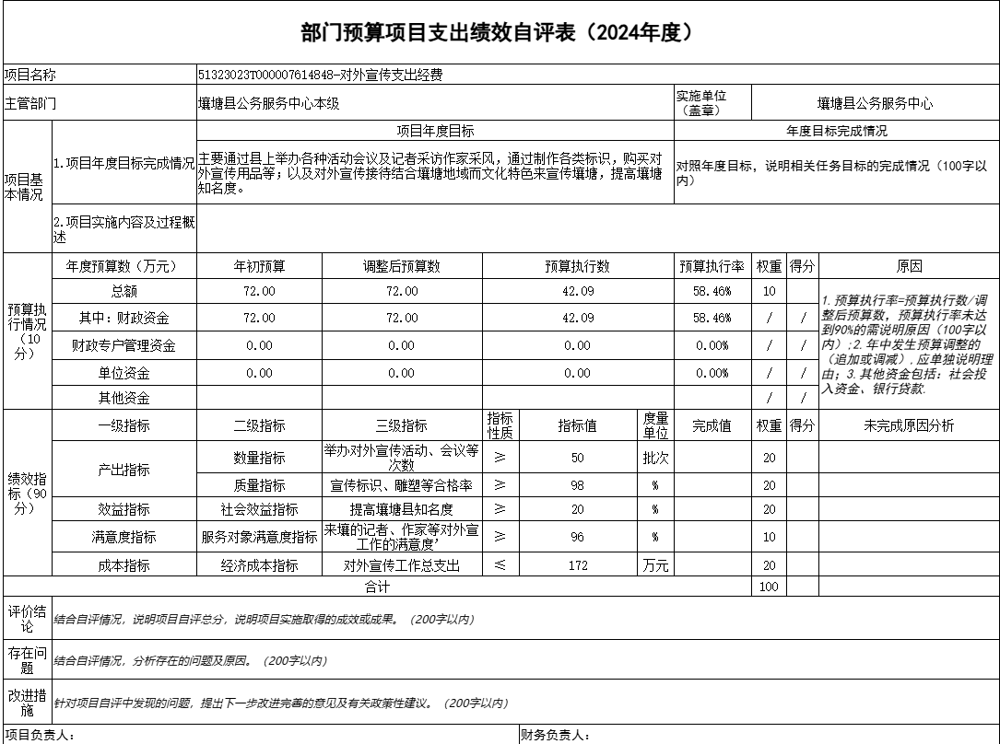 部门预算项目支出绩效自评表（2024年度）
项目名称 51323023T000007614848-对外宣传支出经费
主管部门 壤塘县公务服务中心本级 实施单位（盖章） 壤塘县公务服务中心
项目基本情况
项目年度目标 年度目标完成情况
1.项目年度目标完成情况
主要通过县上举办各种活动会议及记者采访作家采风，通过制作各类标识，购买对
外宣传用品等；以及对外宣传接待结合壤塘地域而文化特色来宣传壤塘，提高壤塘
知名度。
对照年度目标，说明相关任务目标的完成情况（100字以
内）
2.项目实施内容及过程概
述
预算执行情况（10分）
年度预算数（万元） 年初预算 调整后预算数 预算执行数 预算执行率 权重 得分 原因
总额 72.00 72.00 42.09 58.46% 10
其中：财政资金 72.00 72.00 42.09 58.46% / /
财政专户管理资金 0.00 0.00 0.00 0.00% / /
单位资金 0.00 0.00 0.00 0.00% / /
其他资金 / /
1.预算执行率=预算执行数/调
整后预算数，预算执行率未达
到90%的需说明原因（100字以
内）;2.年中发生预算调整的
（追加或调减），应单独说明理
由；3.其他资金包括：社会投
入资金、银行贷款.
绩效指标（90分）
一级指标 二级指标 三级指标 指标性质 指标值 度量单位 完成值 权重 得分 未完成原因分析
产出指标 数量指标 举办对外宣传活动、会议等次数 ≥ 50 批次 20
质量指标 宣传标识、雕塑等合格率 ≥ 98 % 20
效益指标 社会效益指标 提高壤塘县知名度 ≥ 20 % 20
满意度指标 服务对象满意度指标 来壤的记者、作家等对外宣工作的满意度’ ≥ 96 % 10
成本指标 经济成本指标 对外宣传工作总支出 ≤ 172 万元 20
合计 100
评价结论 结合自评情况，说明项目自评总分，说明项目实施取得的成效或成果。（200字以内）
存在问题 结合自评情况，分析存在的问题及原因。（200字以内）
改进措施 针对项目自评中发现的问题，提出下一步改进完善的意见及有关政策性建议。（200字以内）
项目负责人： 财务负责人：